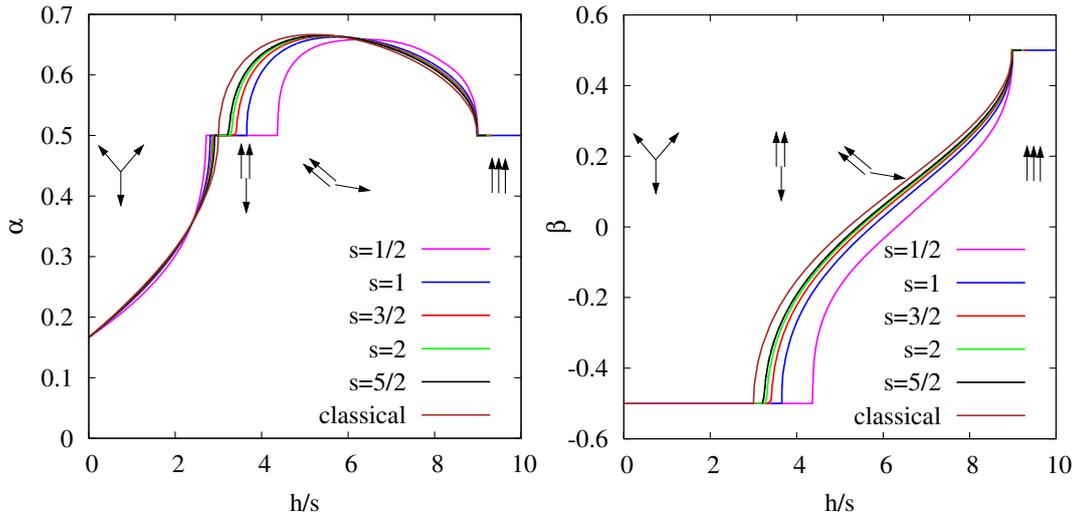 0.7
0.6
0.5
0.4
0.3
0.2
0.1
0
α
s=1/2
s=1
s=3/2
s=2
s=5/2
classical
0 2 4 6 8 10
h/s
0.6
0.4
0.2
0
-0.2
-0.4
-0.6
β
s=1/2
s=1
s=3/2
s=2
s=5/2
classical
0 2 4 6 8 10
h/s